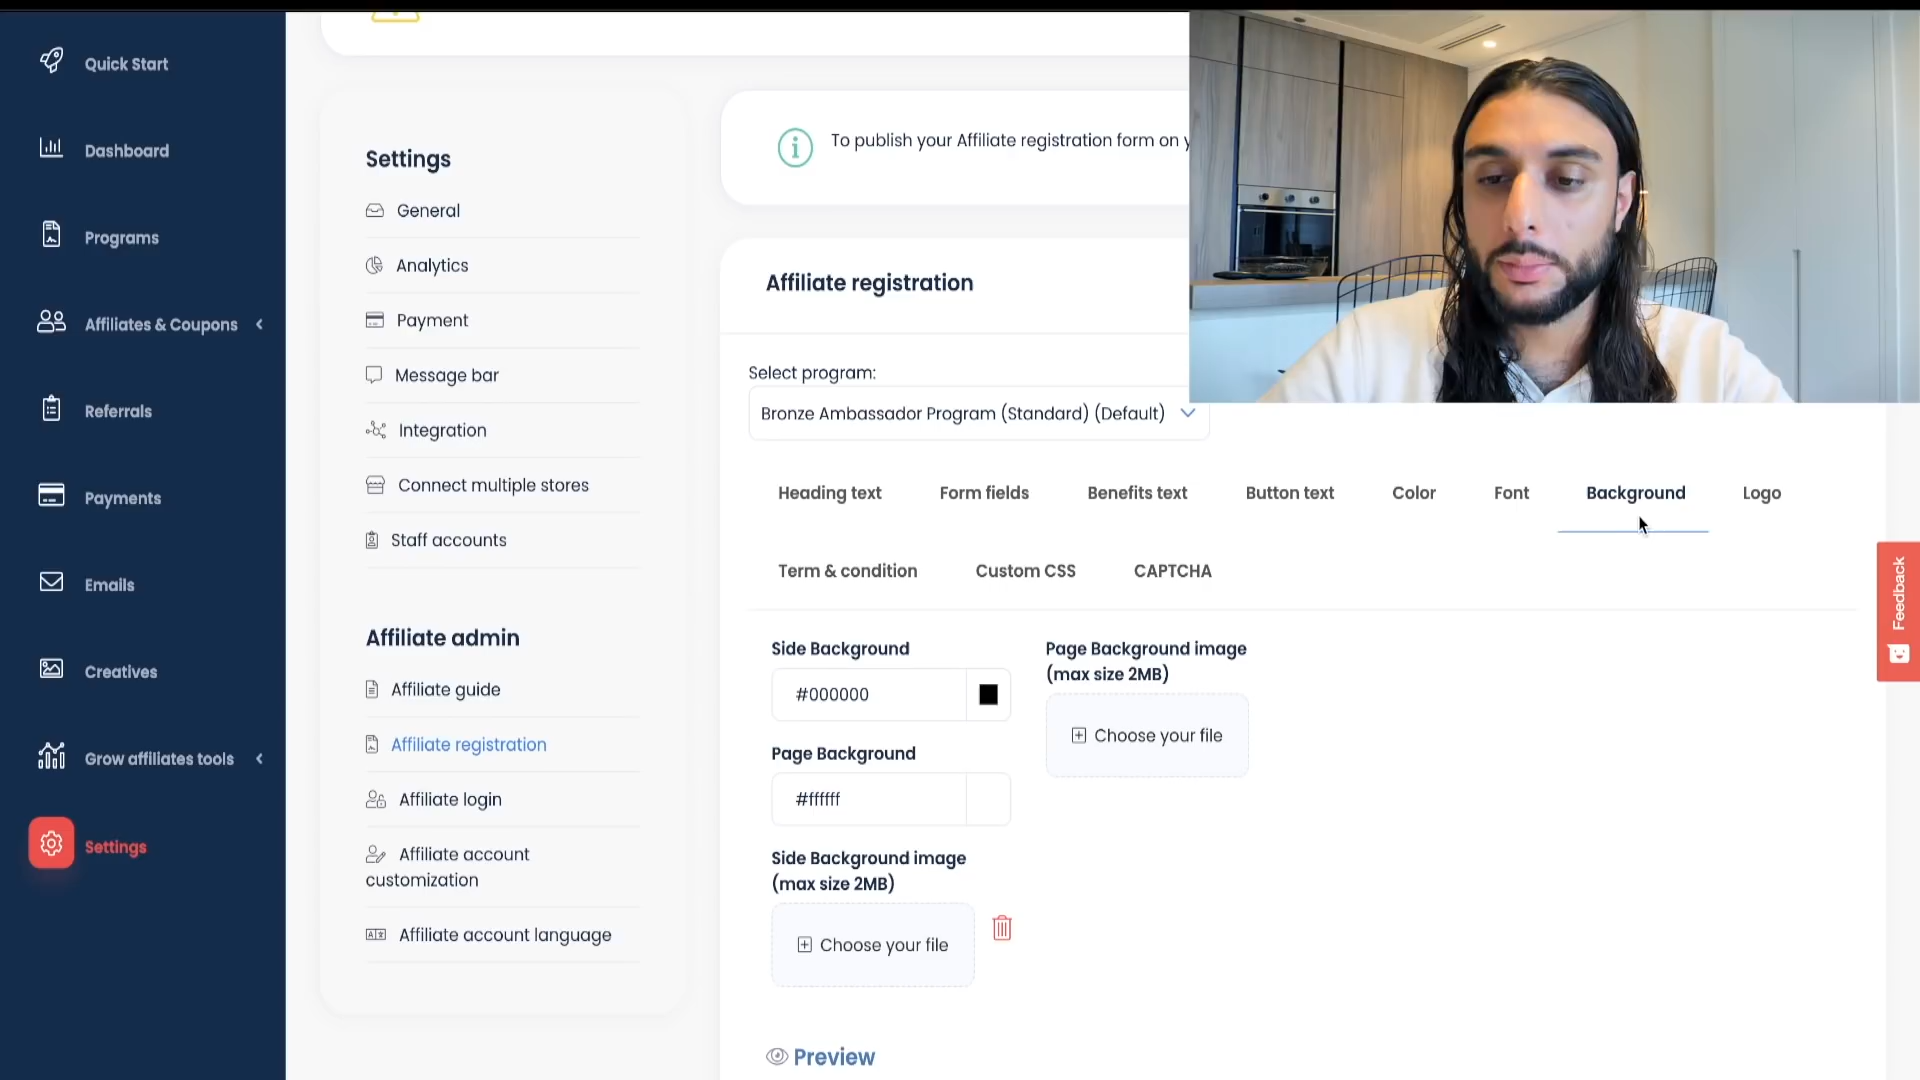 Quick Start
Dashboard
Programs
Affiliates & Coupons
Referrals
Payments
Emails
Creatives
Grow affiliates tools
Settings
Settings
General
Analytics
Payment
Message bar
Integration
Connect multiple stores
Staff accounts
Affiliate admin
Affiliate guide
Affiliate registration
Affiliate login
Affiliate account
customization
Affiliate account language
To publish your Affiliate registration form on
Affiliate registration
Select program:
Bronze Ambassador Program (Standard) (Default)
Heading text
Form fields
Benefits text
Button text
Color
Font
Background
Logo
Term & condition
Custom CSS
CAPTCHA
Side Background
#000000
Page Background
#ffffff
Side Background image
(max size 2MB)
Choose your file
Page Background image
(max size 2MB)
Choose your file
Preview
Feedback